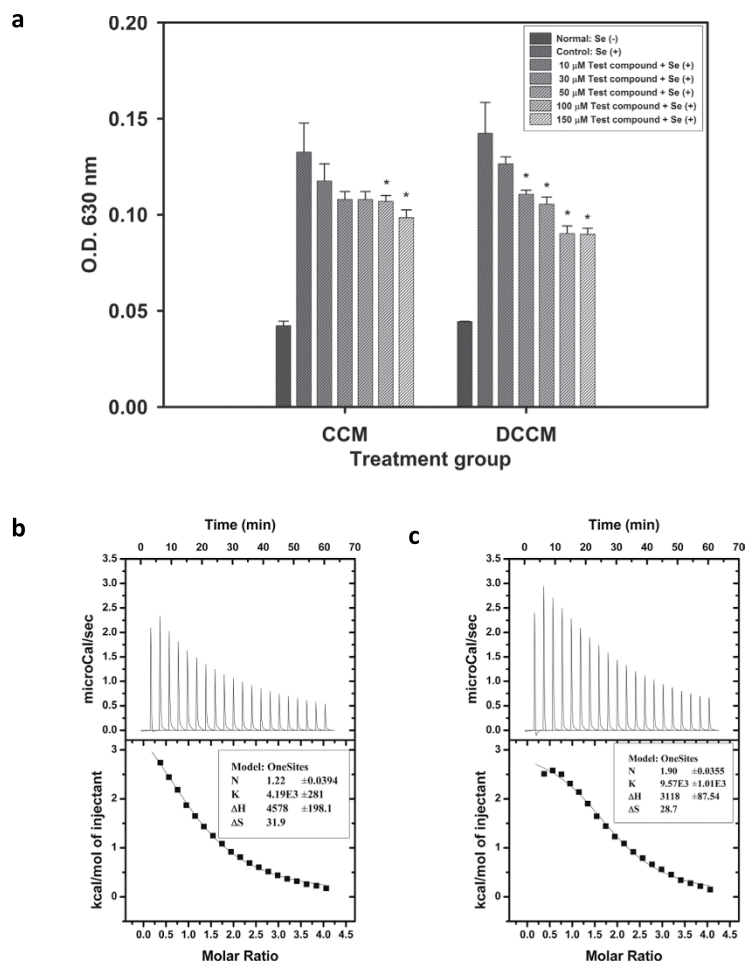 a
0.20
0.15
0.10
0.05
0.00
O.D. 630 nm
Normal: Se (-)
Control: Se (+)
10 μM Test compound + Se (+)
30 μM Test compound + Se (+)
50 μM Test compound + Se (+)
100 μM Test compound + Se (+)
150 μM Test compound + Se (+)
* *
* * * *
CCM DCCM
Treatment group
b
Time (min)
0 10 20 30 40 50 60 70
3.5
3.0
2.5
2.0
1.5
1.0
0.5
0.0
microCal/sec
3
2
1
0
kcal/mol of injectant
Model: OneSites
N 1.22 ±0.0394
K 4.19E3 ±281
ΔH 4578 ±198.1
ΔS 31.9
0.0 0.5 1.0 1.5 2.0 2.5 3.0 3.5 4.0 4.5
Molar Ratio
c
Time (min)
0 10 20 30 40 50 60 70
3.5
3.0
2.5
2.0
1.5
1.0
0.5
0.0
microCal/sec
3
2
1
0
kcal/mol of injectant
Model: OneSites
N 1.90 ±0.0355
K 9.57E3 ±1.01E3
ΔH 3118 ±87.54
ΔS 28.7
0.0 0.5 1.0 1.5 2.0 2.5 3.0 3.5 4.0 4.5
Molar Ratio